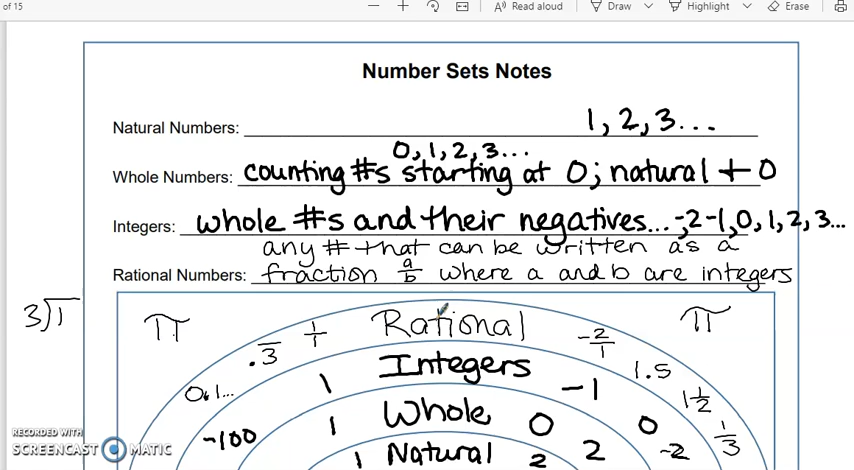 of 15
Read aloud Draw Highlight Erase
Number Sets Notes
Natural Numbers: 1, 2, 3...
0, 1, 2, 3...
Whole Numbers: counting #s starting at 0; natural + 0
Integers: whole #s and their negatives...-,2 -1, 0, 1, 2, 3...
any # that can be written as a
Rational Numbers: fraction a/b where a and b are integers
3)1
π .3̅ 1/1 Rational -2/1 π
0.1... 1 Integers -1 1.5 1 1/2
-100 1 Whole 0 0 1/3
1 Natural 2 2 -2
RECORDED WITH
SCREENCAST MATIC